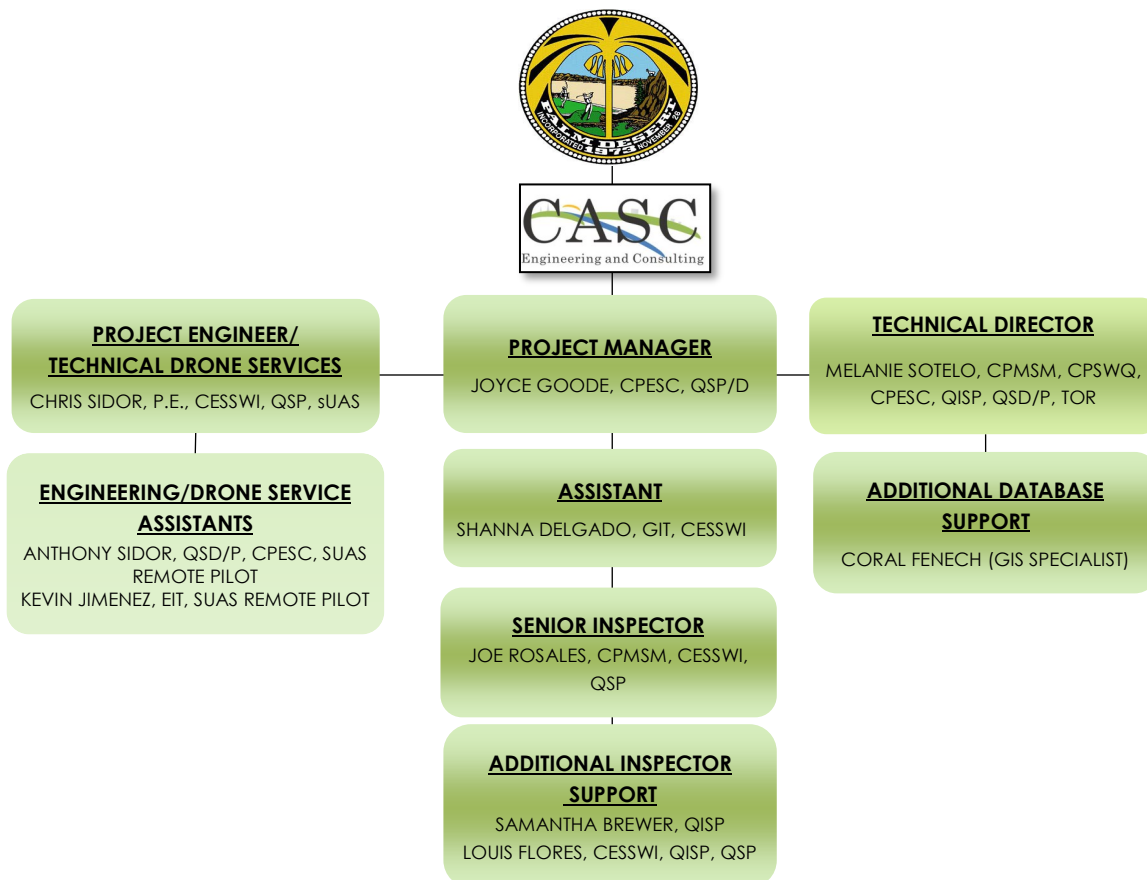 PALM DESERT
INCORPORATED 1973 NOVEMBER 26
CASC
Engineering and Consulting
PROJECT ENGINEER/
TECHNICAL DRONE SERVICES
CHRIS SIDOR, P.E., CESSWI, QSP, sUAS
PROJECT MANAGER
JOYCE GOODE, CPESC, QSP/D
TECHNICAL DIRECTOR
MELANIE SOTELO, CPMSM, CPSWQ,
CPESC, QISP, QSD/P, TOR
ENGINEERING/DRONE SERVICE
ASSISTANTS
ANTHONY SIDOR, QSD/P, CPESC, SUAS
REMOTE PILOT
KEVIN JIMENEZ, EIT, SUAS REMOTE PILOT
ASSISTANT
SHANNA DELGADO, GIT, CESSWI
ADDITIONAL DATABASE
SUPPORT
CORAL FENECH (GIS SPECIALIST)
SENIOR INSPECTOR
JOE ROSALES, CPMSM, CESSWI,
QSP
ADDITIONAL INSPECTOR
SUPPORT
SAMANTHA BREWER, QISP
LOUIS FLORES, CESSWI, QISP, QSP